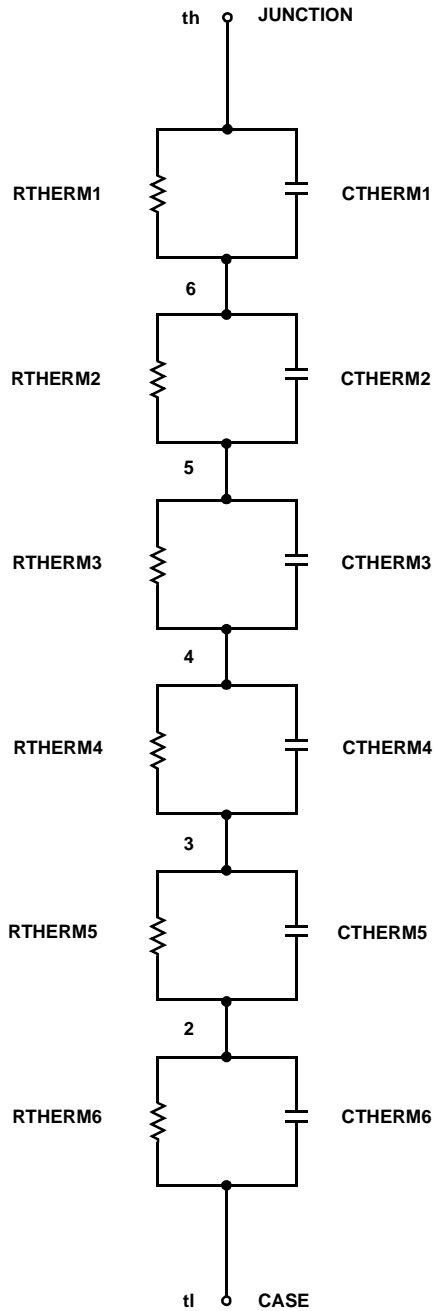 th JUNCTION
RTHERM1 CTHERM1
6
RTHERM2 CTHERM2
5
RTHERM3 CTHERM3
4
RTHERM4 CTHERM4
3
RTHERM5 CTHERM5
2
RTHERM6 CTHERM6
tl CASE